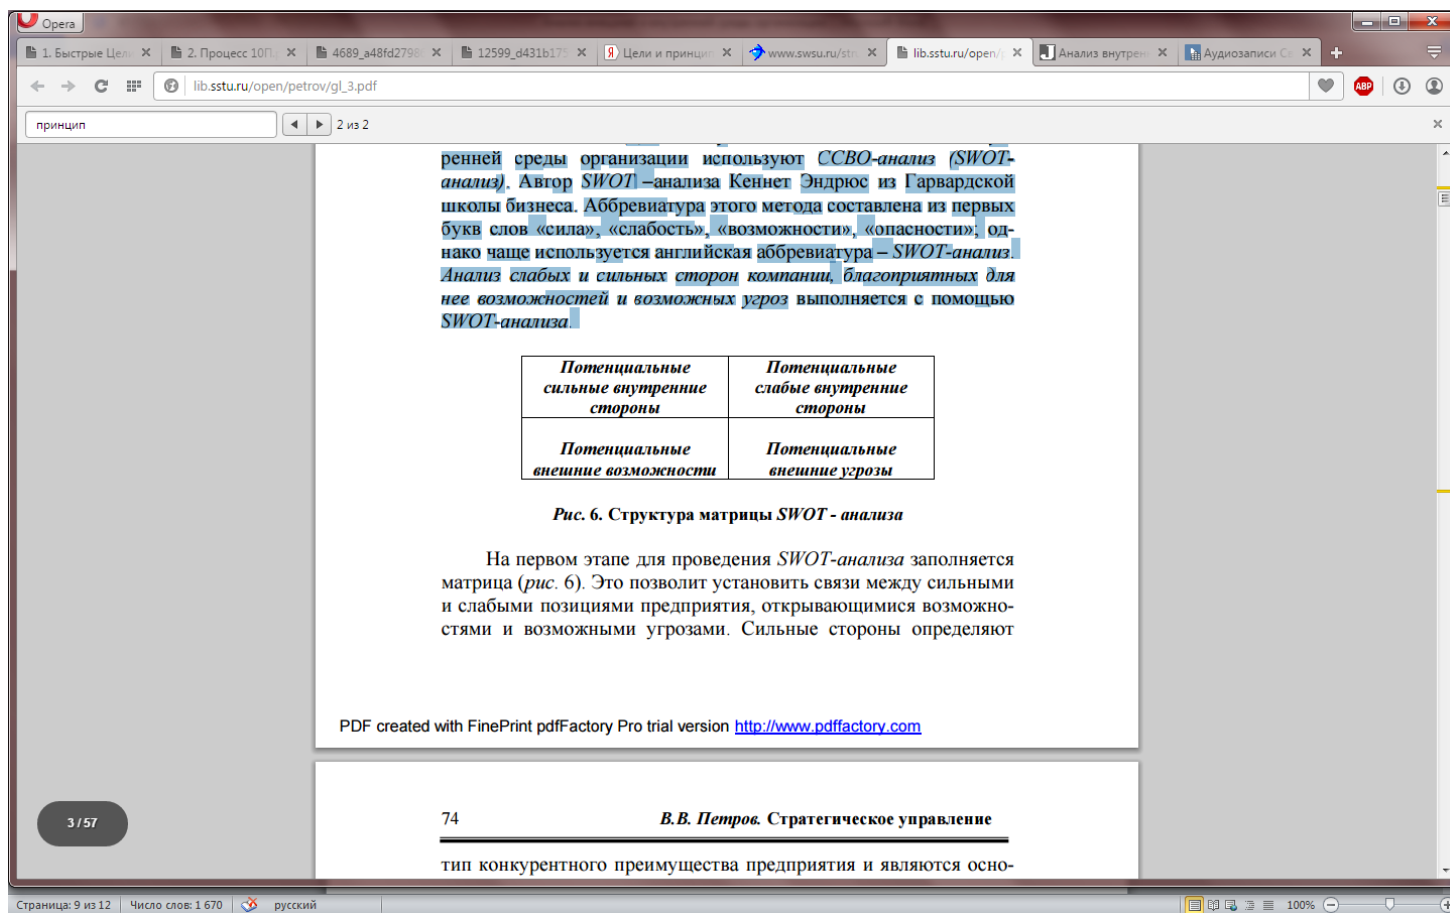 Opera
1. Быстрые Цел
2. Процесс 10П.
4689_a48fd2798
12599_d431b175
Цели и принцип
www.swsu.ru/str
lib.sstu.ru/open/p
Анализ внутрен
Аудиозаписи Св
lib.sstu.ru/open/petrov/gl_3.pdf
ABP
принцип
2 из 2
ренней среды организации используют ССВО-анализ (SWOT-
анализ). Автор SWOT –анализа Кеннет Эндрюс из Гарвардской
школы бизнеса. Аббревиатура этого метода составлена из первых
букв слов «сила», «слабость», «возможности», «опасности»; од-
нако чаще используется английская аббревиатура – SWOT-анализ.
Анализ слабых и сильных сторон компании, благоприятных для
нее возможностей и возможных угроз выполняется с помощью
SWOT-анализа.
Потенциальные
сильные внутренние
стороны
Потенциальные
слабые внутренние
стороны
Потенциальные
внешние возможности
Потенциальные
внешние угрозы
Рис. 6. Структура матрицы SWOT - анализа
На первом этапе для проведения SWOT-анализа заполняется
матрица (рис. 6). Это позволит установить связи между сильными
и слабыми позициями предприятия, открывающимися возможно-
стями и возможными угрозами. Сильные стороны определяют
PDF created with FinePrint pdfFactory Pro trial version http://www.pdffactory.com
3 / 57
74 В.В. Петров. Стратегическое управление
тип конкурентного преимущества предприятия и являются осно-
Страница: 9 из 12 Число слов: 1 670 русский 100%